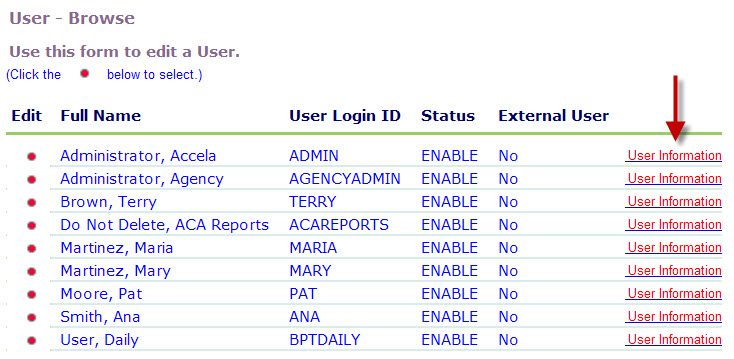 User - Browse
Use this form to edit a User.
(Click the below to select.)
Edit Full Name User Login ID Status External User
Administrator, Accela ADMIN ENABLE No User Information
Administrator, Agency AGENCYADMIN ENABLE No User Information
Brown, Terry TERRY ENABLE No User Information
Do Not Delete, ACA Reports ACAREPORTS ENABLE No User Information
Martinez, Maria MARIA ENABLE No User Information
Martinez, Mary MARY ENABLE No User Information
Moore, Pat PAT ENABLE No User Information
Smith, Ana ANA ENABLE No User Information
User, Daily BPTDAILY ENABLE No User Information